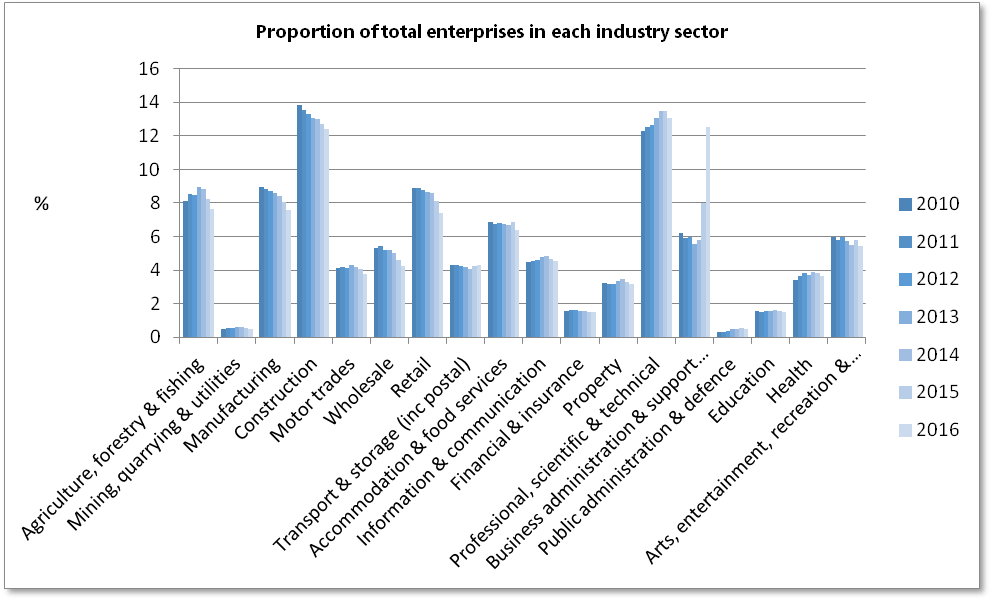 Proportion of total enterprises in each industry sector
16
14
12
10
8
6
4
2
0
%
Agriculture, forestry & fishing
Mining, quarrying & utilities
Manufacturing
Construction
Motor trades
Wholesale
Retail
Transport & storage (inc postal)
Accommodation & food services
Information & communication
Financial & insurance
Property
Professional, scientific & technical
Business administration & support...
Public administration & defence
Education
Health
Arts, entertainment, recreation &...
2010
2011
2012
2013
2014
2015
2016